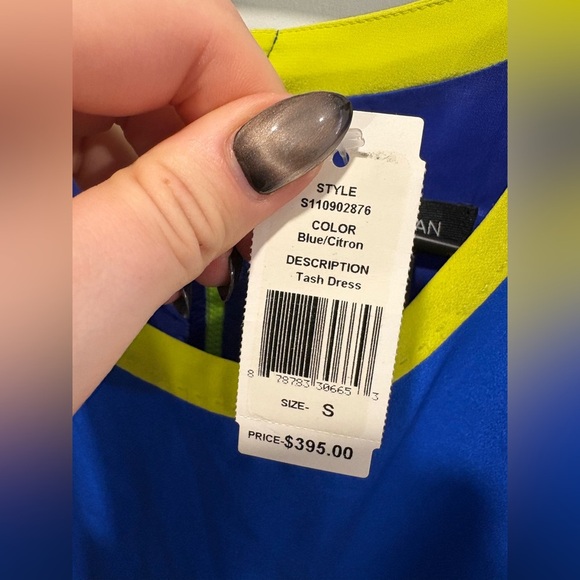 STYLE
S110902876
COLOR
Blue/Citron
DESCRIPTION
Tash Dress
8 78783 30665 3
SIZE- S
PRICE-$395.00